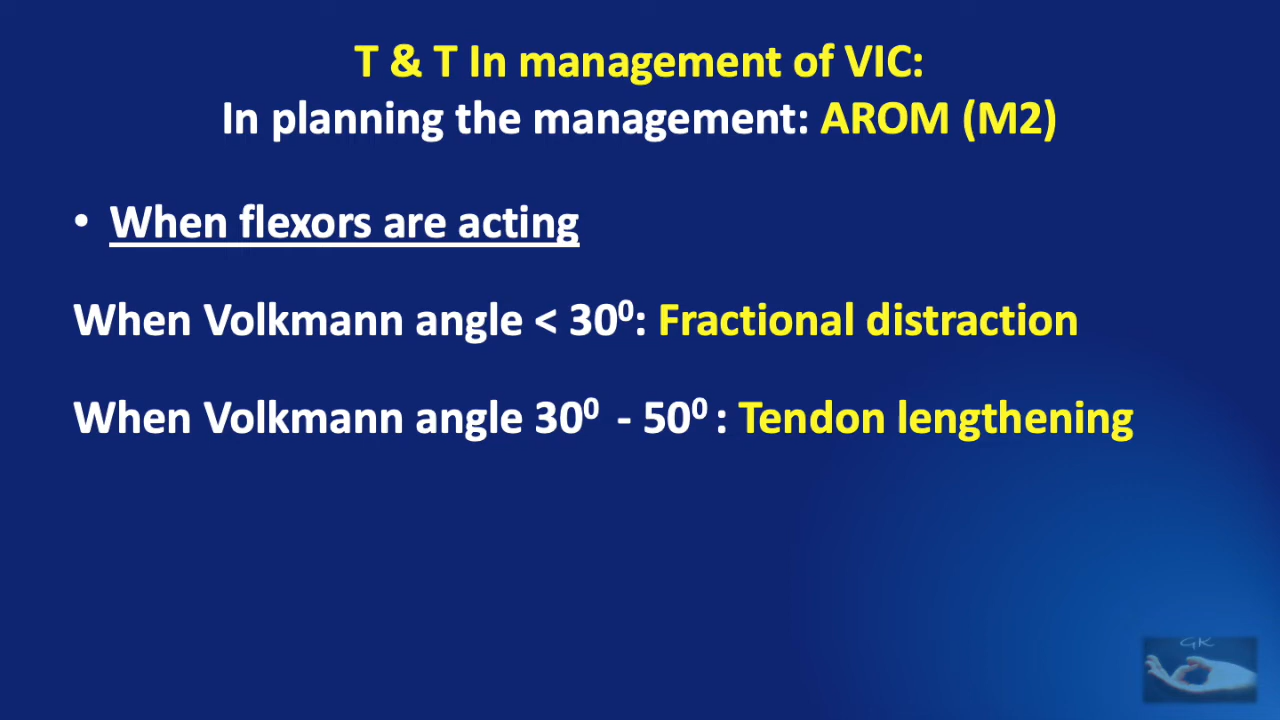 T & T In management of VIC:
In planning the management: AROM (M2)
• When flexors are acting
When Volkmann angle < 30⁰: Fractional distraction
When Volkmann angle 30⁰ - 50⁰ : Tendon lengthening
GK